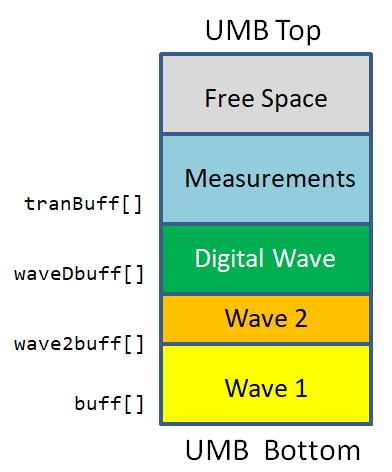 UMB Top
Free Space
Measurements
tranBuff[]
Digital Wave
waveDbuff[]
Wave 2
wave2buff[]
Wave 1
buff[]
UMB Bottom